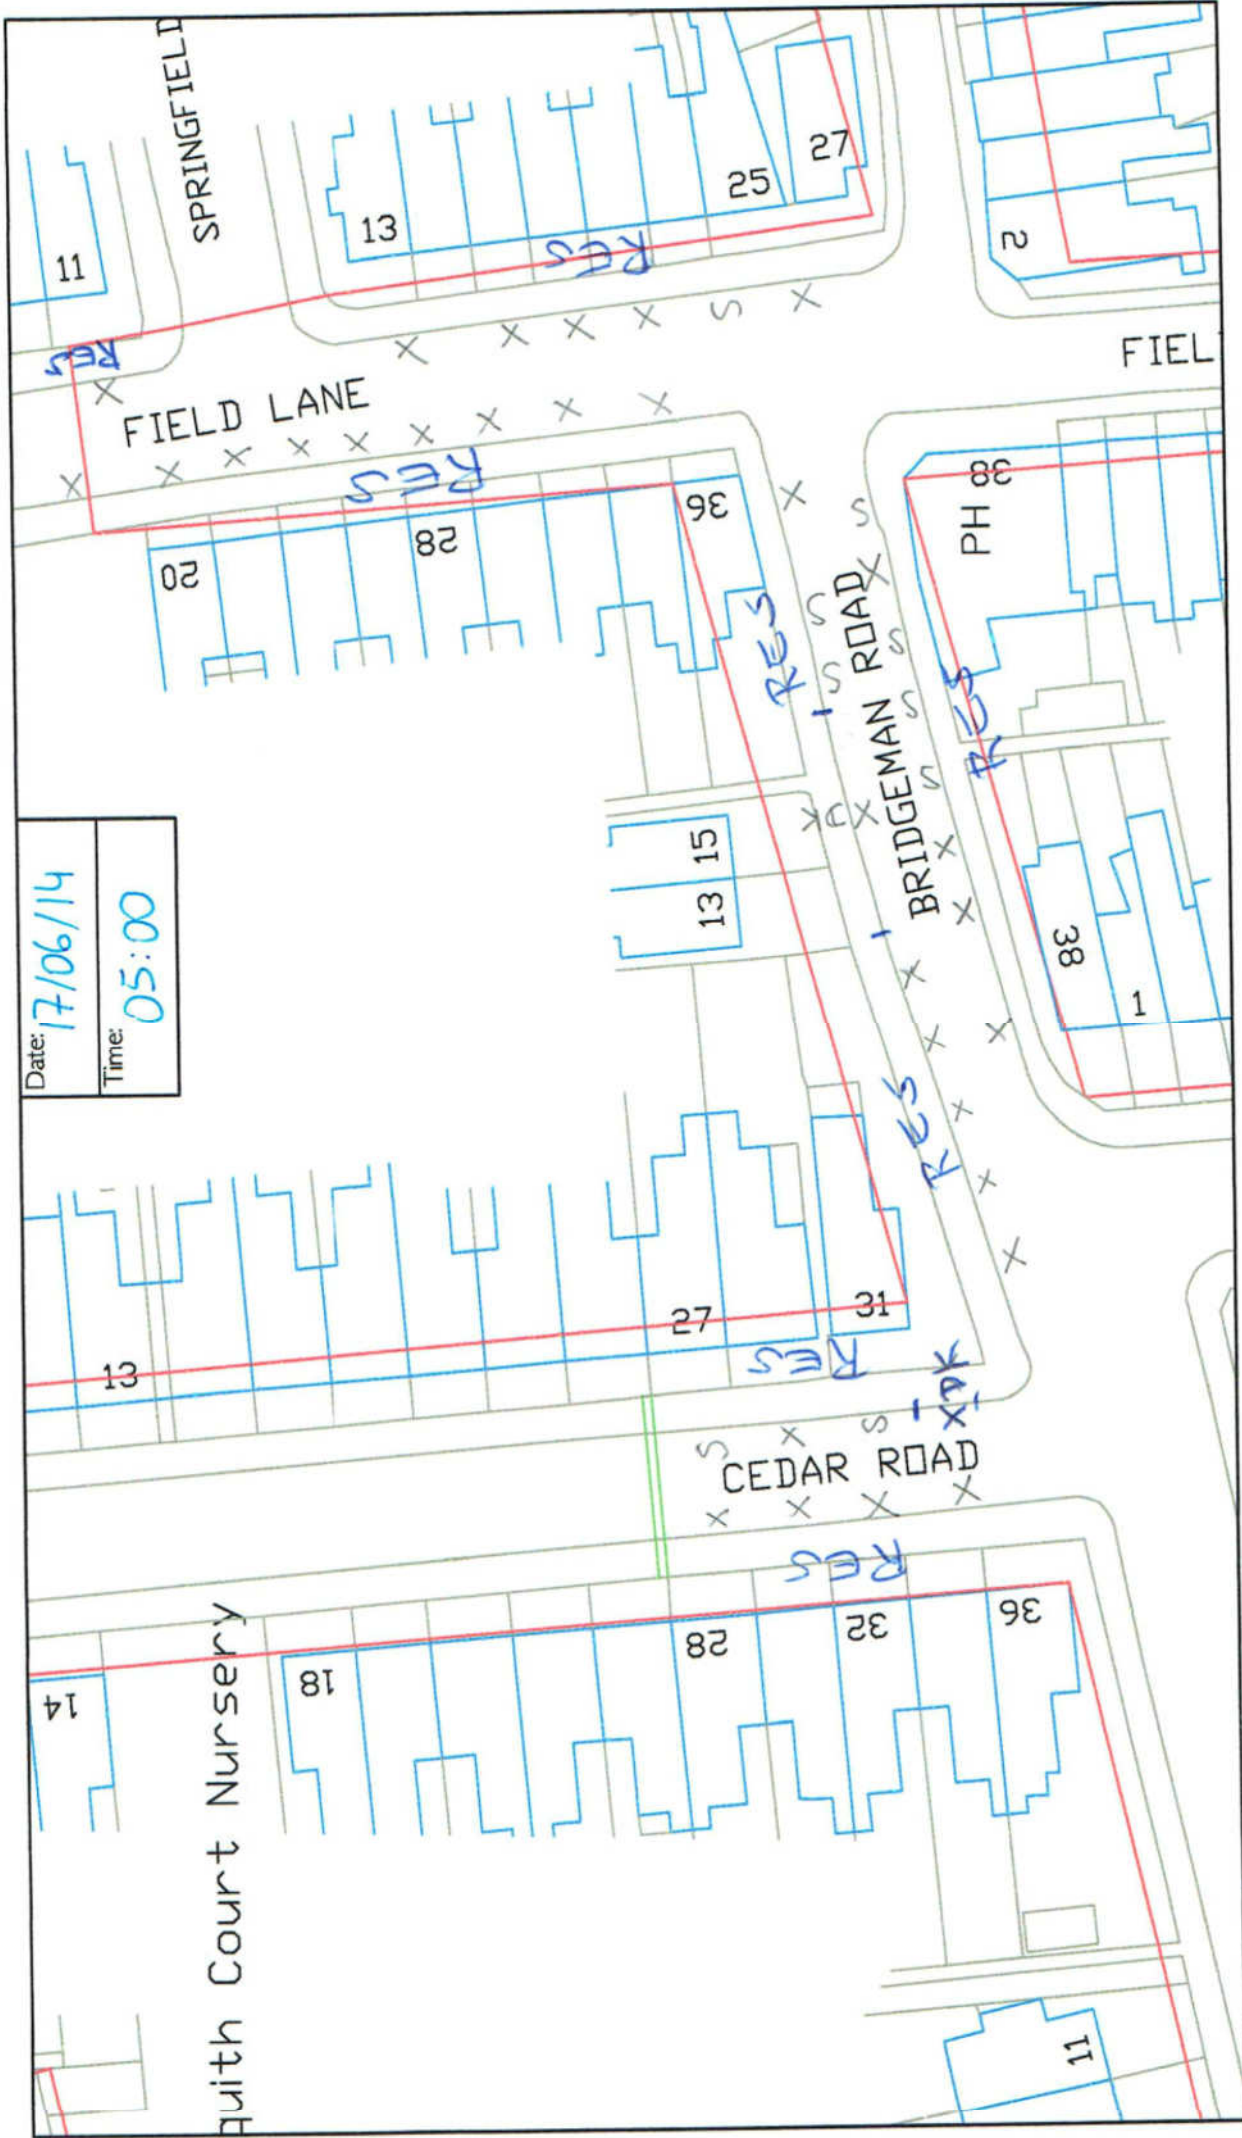 Date: 17/06/14
Time: 05:00
SPRINGFIELD
11
13
25
27
2
RES
RES
FIELD LANE
FIEL
X
X X X X S X
X X X X X X X X X
RES
20
28
36
38
PH
X S
X
S S
S S
S
S
RES
RES
BRIDGEMAN ROAD
X C X
X
X
15
13
38
1
X
X X
X
X
X
RES
13
27
31
RES
X DK
S X S
CEDAR ROAD
X X X X
RES
14
18
28
32
36
quith Court Nursery
11